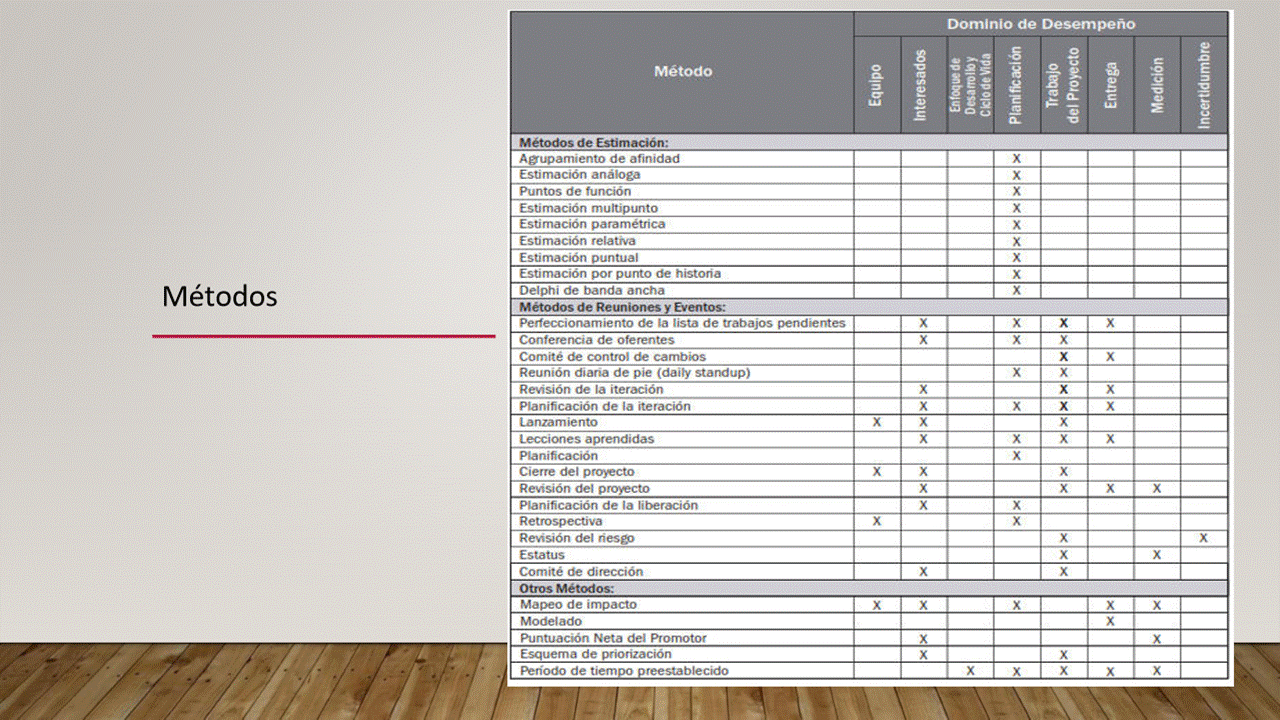 Métodos
Método
Dominio de Desempeño
Equipo
Interesados
Enfoque de
Desarrollo y
Ciclo de Vida
Planificación
Trabajo
del Proyecto
Entrega
Medición
Incertidumbre
Métodos de Estimación:
Agrupamiento de afinidad X
Estimación análoga X
Puntos de función X
Estimación multipunto X
Estimación paramétrica X
Estimación relativa X
Estimación puntual X
Estimación por punto de historia X
Delphi de banda ancha X
Métodos de Reuniones y Eventos:
Perfeccionamiento de la lista de trabajos pendientes X X X X
Conferencia de oferentes X X X
Comité de control de cambios X X
Reunión diaria de pie (daily standup) X X
Revisión de la iteración X X X
Planificación de la iteración X X X X
Lanzamiento X X X
Lecciones aprendidas X X X X
Planificación X
Cierre del proyecto X X X
Revisión del proyecto X X X X
Planificación de la liberación X X
Retrospectiva X X
Revisión del riesgo X X
Estatus X X
Comité de dirección X X
Otros Métodos:
Mapeo de impacto X X X X X
Modelado X
Puntuación Neta del Promotor X X
Esquema de priorización X X
Período de tiempo preestablecido X X X X X